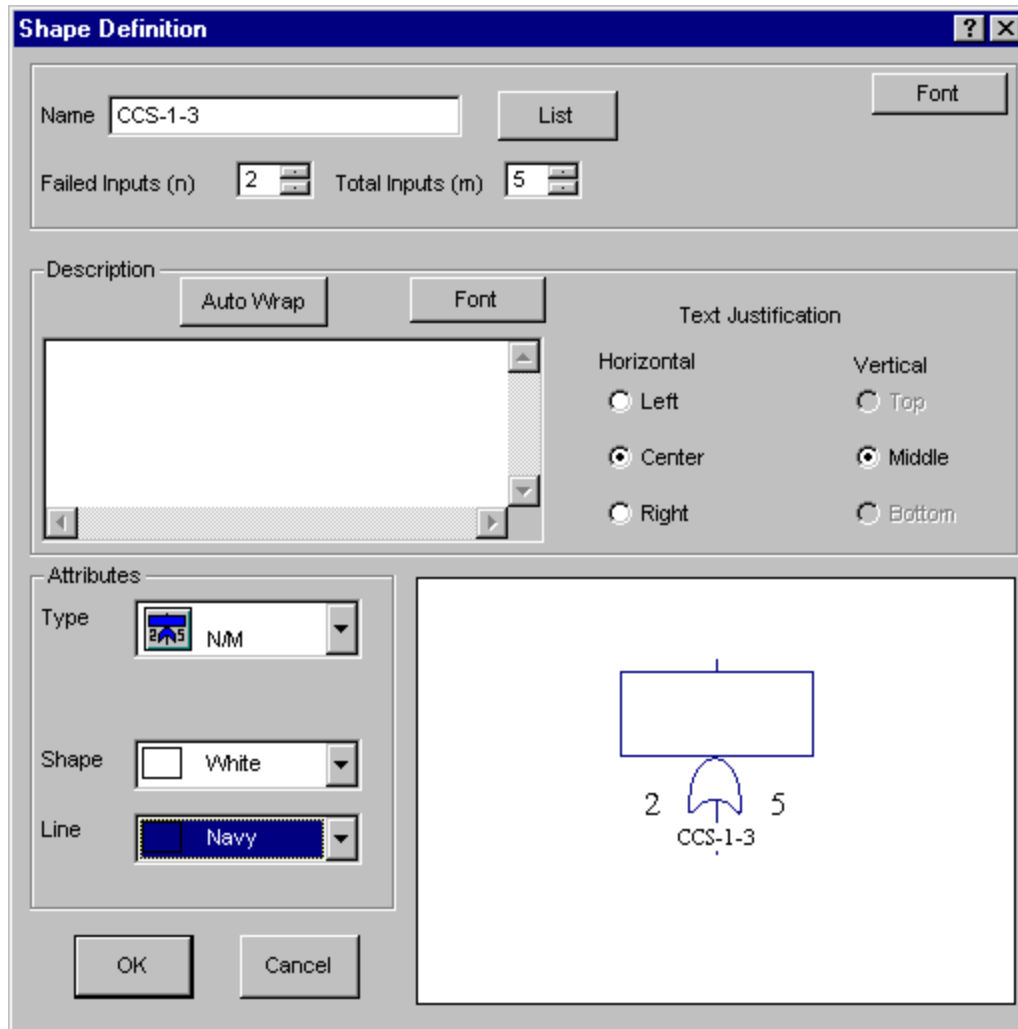 Shape Definition
Font
Name CCS-1-3 List
Failed Inputs (n) 2 Total Inputs (m) 5
Description
Auto Wrap Font
Text Justification
Horizontal Vertical
Left Top
Center Middle
Right Bottom
Attributes
Type 2 5 N/M
Shape White
Line Navy
2 5
CCS-1-3
OK Cancel